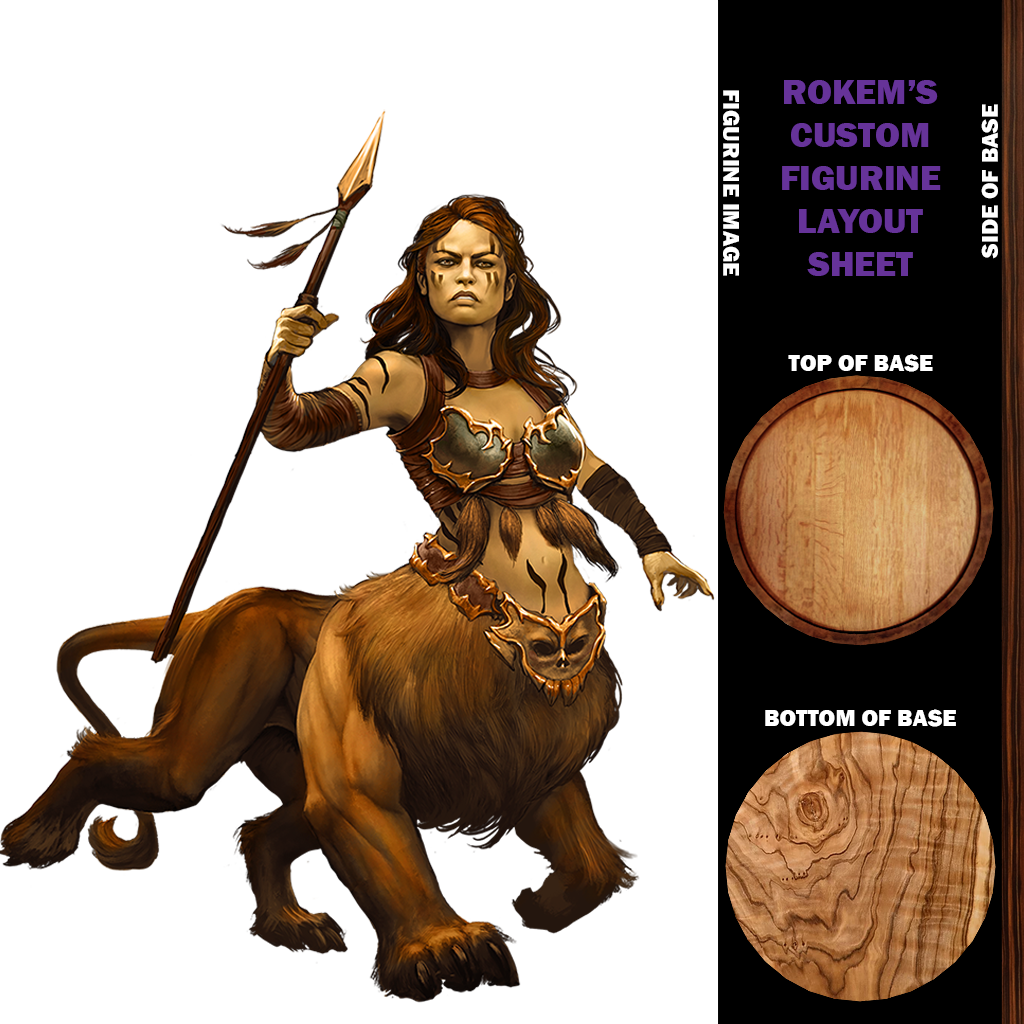 FIGURINE IMAGE
ROKEM’S
CUSTOM
FIGURINE
LAYOUT
SHEET
SIDE OF BASE
TOP OF BASE
BOTTOM OF BASE